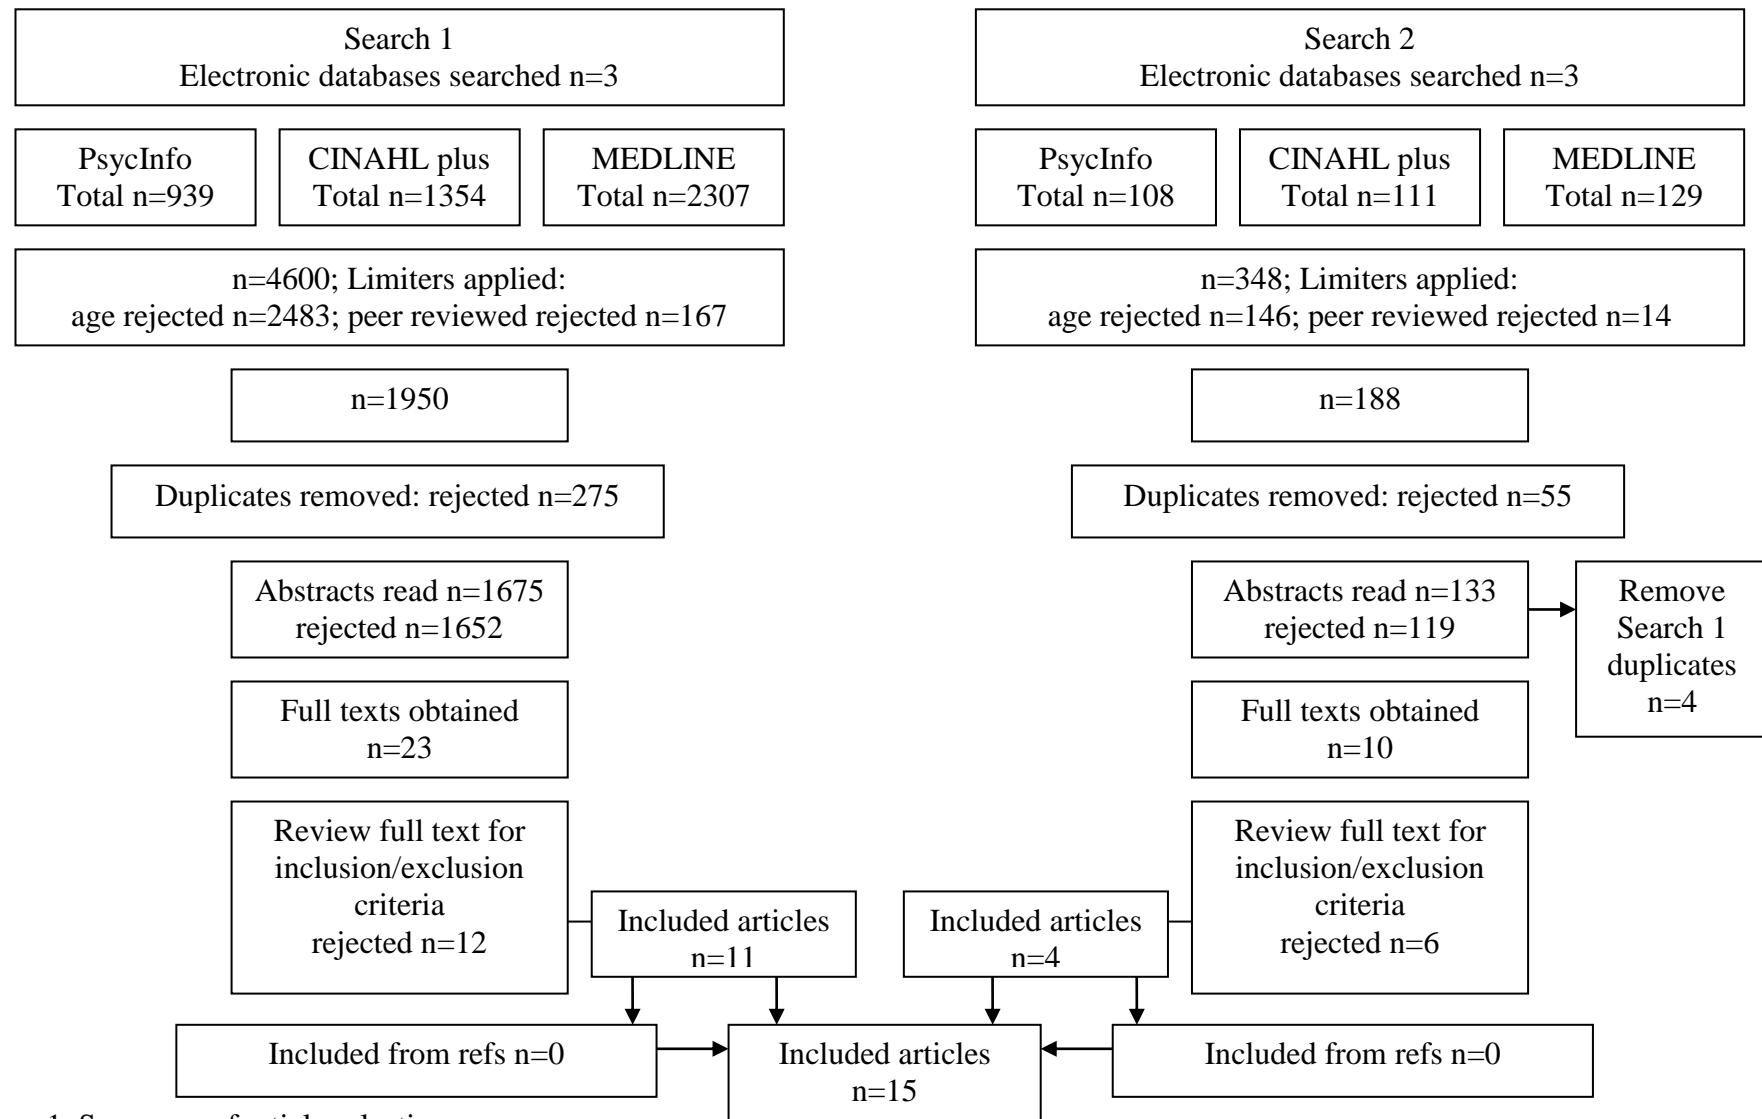 Search 1
Electronic databases searched n=3
PsycInfo
Total n=939
CINAHL plus
Total n=1354
MEDLINE
Total n=2307
n=4600; Limiters applied:
age rejected n=2483; peer reviewed rejected n=167
n=1950
Duplicates removed: rejected n=275
Abstracts read n=1675
rejected n=1652
Full texts obtained
n=23
Review full text for
inclusion/exclusion
criteria
rejected n=12
Included articles
n=11
Included from refs n=0
Search 2
Electronic databases searched n=3
PsycInfo
Total n=108
CINAHL plus
Total n=111
MEDLINE
Total n=129
n=348; Limiters applied:
age rejected n=146; peer reviewed rejected n=14
n=188
Duplicates removed: rejected n=55
Abstracts read n=133
rejected n=119
Remove
Search 1
duplicates
n=4
Full texts obtained
n=10
Review full text for
inclusion/exclusion
criteria
rejected n=6
Included articles
n=4
Included from refs n=0
Included articles
n=15